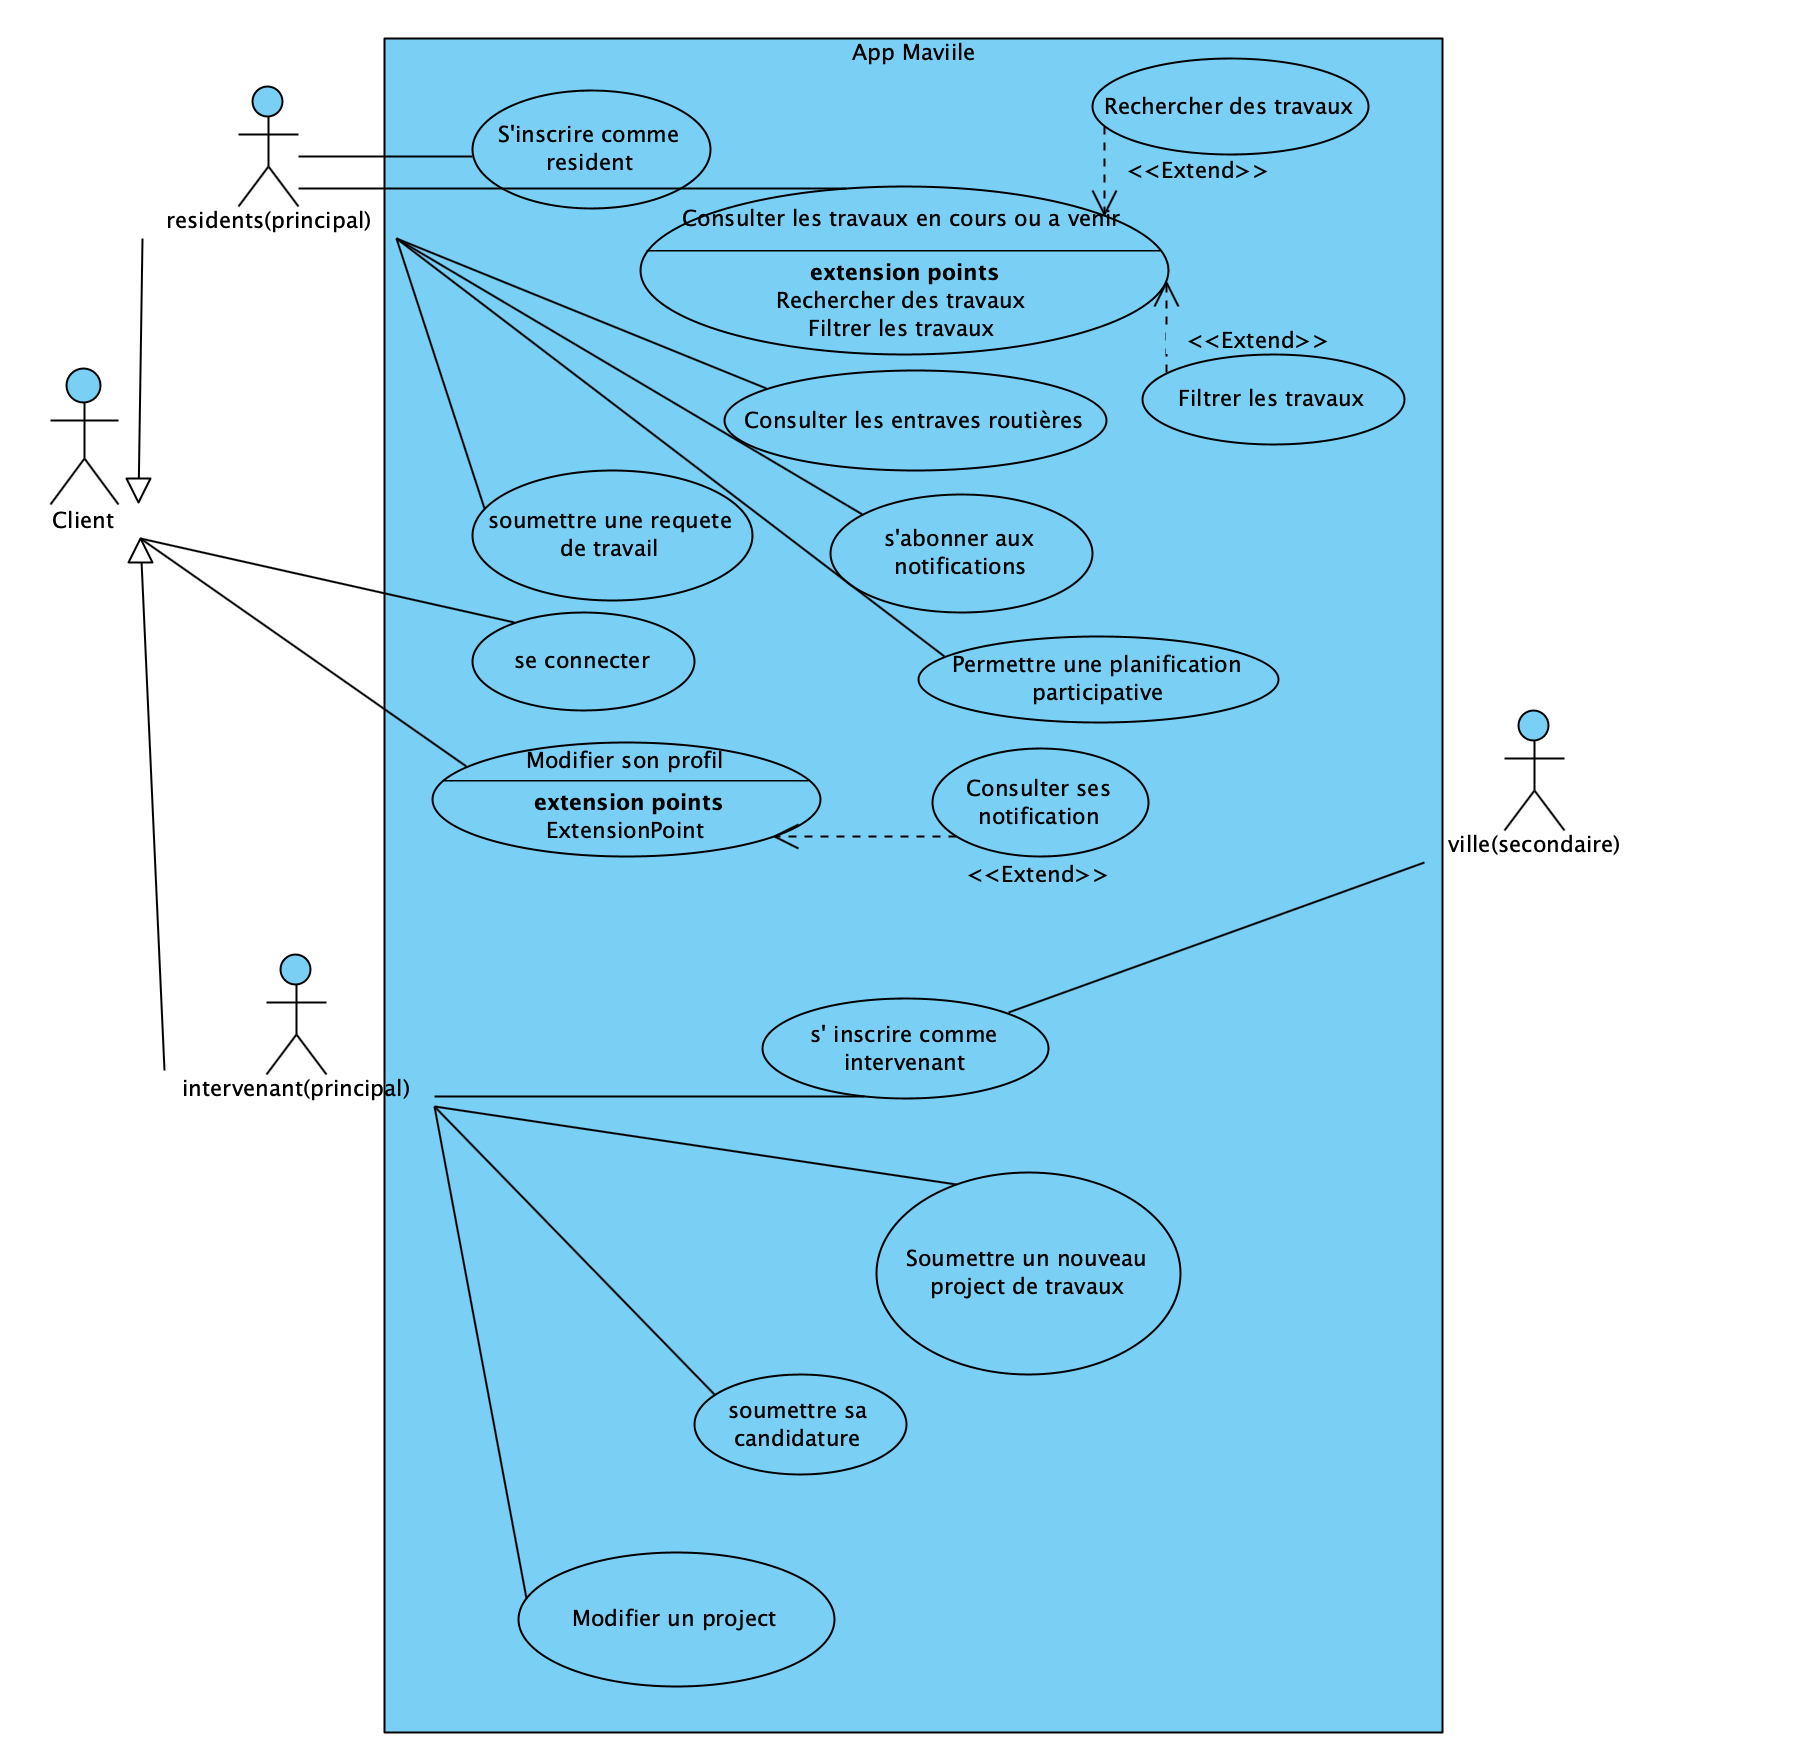 App Maviile
Rechercher des travaux
S'inscrire comme
resident
<<Extend>>
residents(principal)
Consulter les travaux en cours ou a venir
extension points
Rechercher des travaux
Filtrer les travaux
<<Extend>>
Filtrer les travaux
Consulter les entraves routières
Client
soumettre une requete
de travail
s'abonner aux
notifications
se connecter
Permettre une planification
participative
Modifier son profil
extension points
ExtensionPoint
Consulter ses
notification
<<Extend>>
ville(secondaire)
s' inscrire comme
intervenant
intervenant(principal)
Soumettre un nouveau
project de travaux
soumettre sa
candidature
Modifier un project